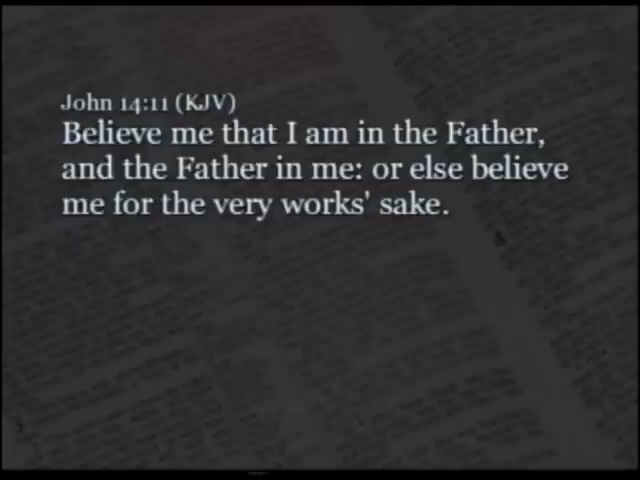 John 14:11 (KJV)
Believe me that I am in the Father,
and the Father in me: or else believe
me for the very works' sake.